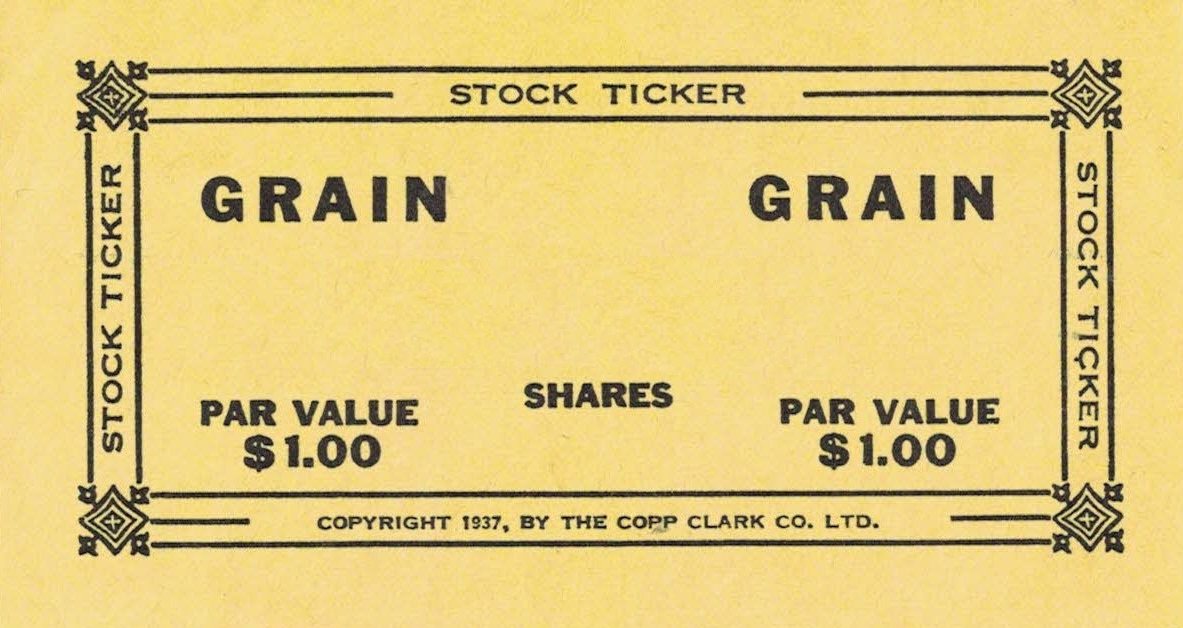 STOCK TICKER
STOCK TICKER
STOCK TICKER
GRAIN GRAIN
SHARES
PAR VALUE PAR VALUE
$1.00 $1.00
COPYRIGHT 1937, BY THE COPP CLARK CO. LTD.